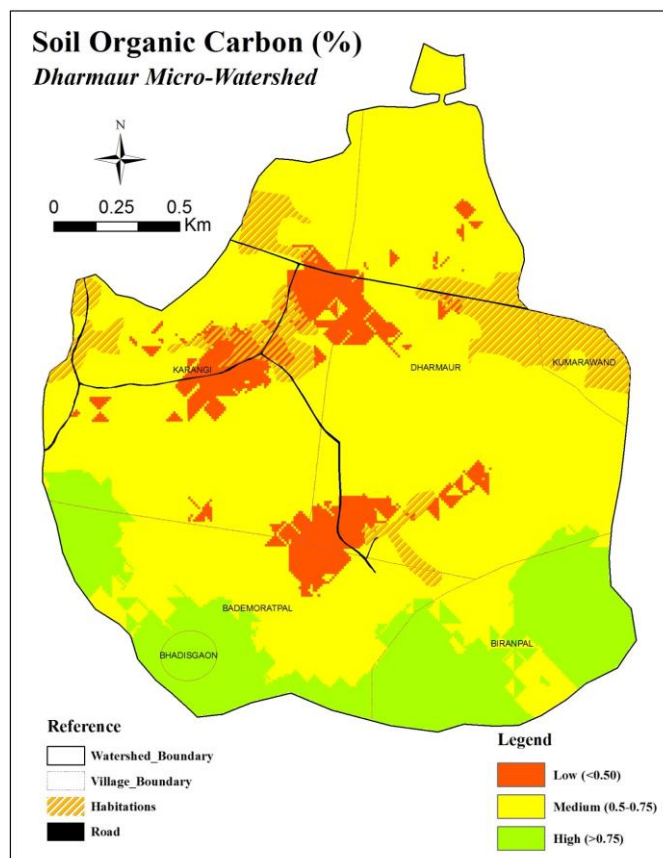 Soil Organic Carbon (%)
Dharmaur Micro-Watershed
N
0 0.25 0.5
Km
KARANGI
DHARMAUR
KUMARAWAND
BADEMORATPAL
BHADISGAON
BIRANPAL
Reference
Watershed_Boundary
Village_Boundary
Habitations
Road
Legend
Low (<0.50)
Medium (0.5-0.75)
High (>0.75)